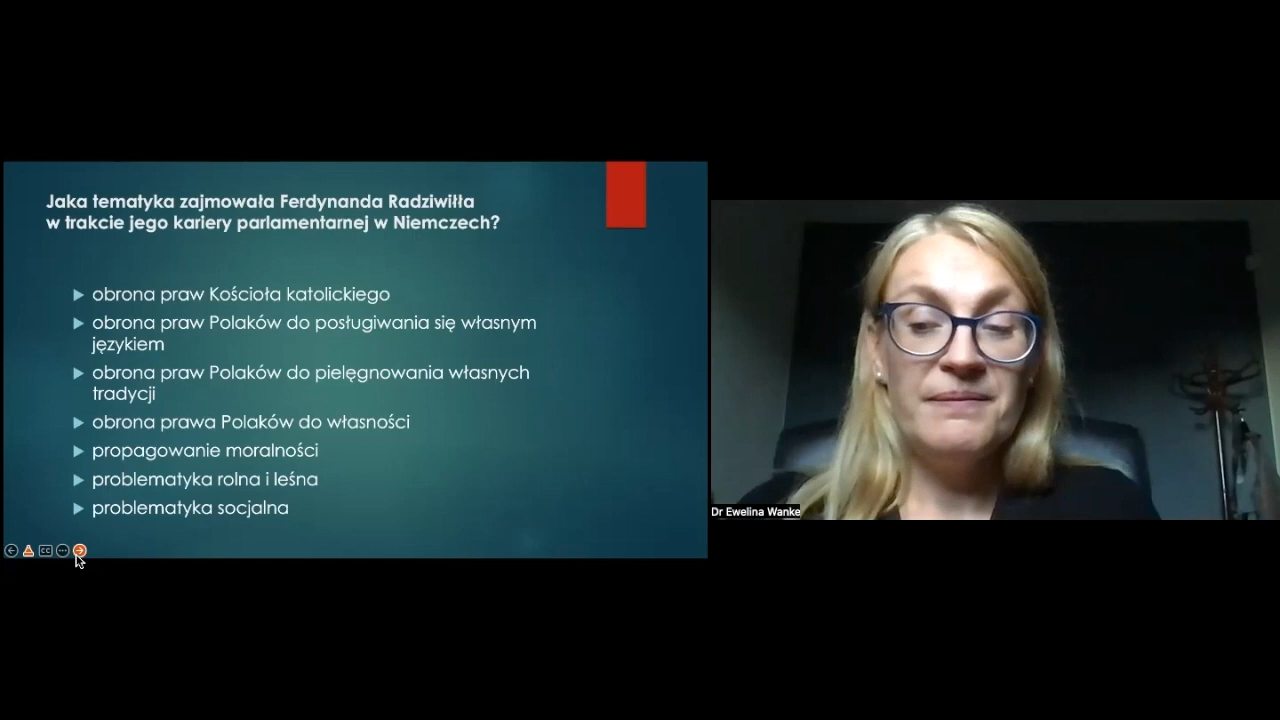 Jaka tematyka zajmowała Ferdynanda Radziwiłła
w trakcie jego kariery parlamentarnej w Niemczech?
obrona praw Kościoła katolickiego
obrona praw Polaków do posługiwania się własnym
językiem
obrona praw Polaków do pielęgnowania własnych
tradycji
obrona prawa Polaków do własności
propagowanie moralności
problematyka rolna i leśna
problematyka socjalna
CC
Dr Ewelina Wanke